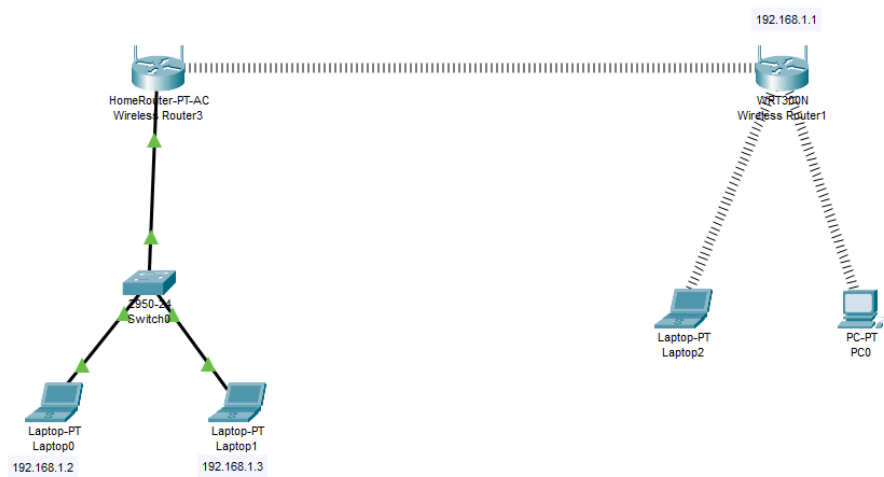 192.168.1.1
HomeRouter-PT-AC
Wireless Router3
WRT300N
Wireless Router1
2950-24
Switch0
Laptop-PT
Laptop2
PC-PT
PC0
Laptop-PT
Laptop0
Laptop-PT
Laptop1
192.168.1.2
192.168.1.3